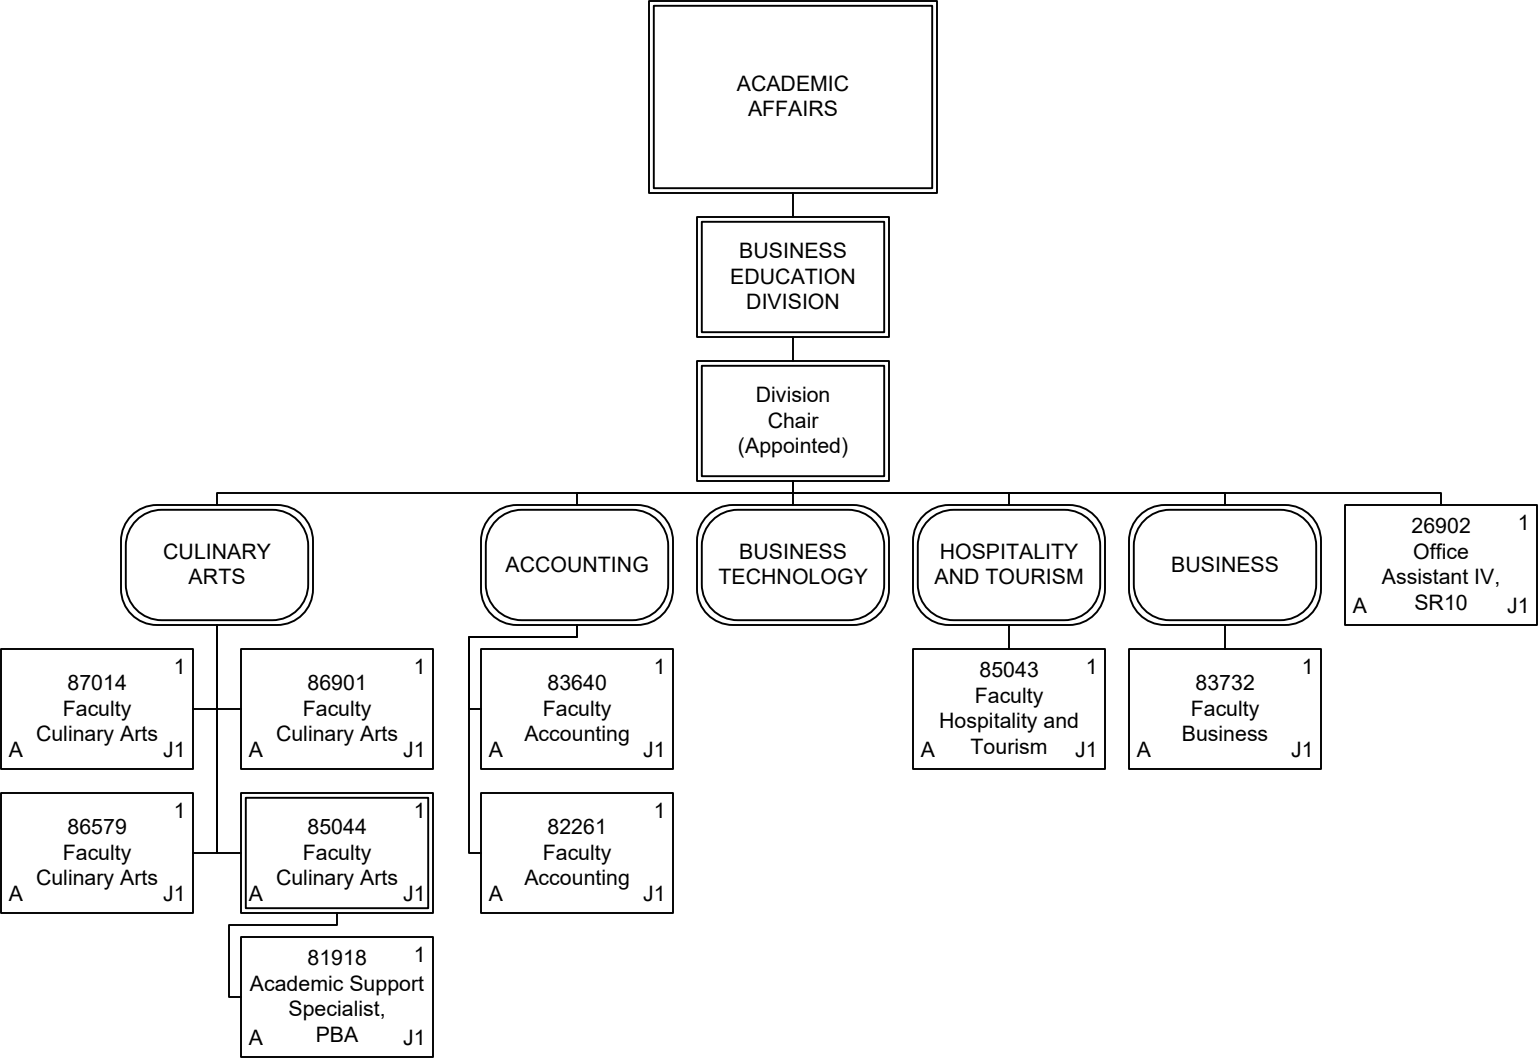 ACADEMIC
AFFAIRS
BUSINESS
EDUCATION
DIVISION
Division
Chair
(Appointed)
CULINARY
ARTS
ACCOUNTING
BUSINESS
TECHNOLOGY
HOSPITALITY
AND TOURISM
BUSINESS
26902 1
Office
Assistant IV,
A SR10 J1
87014 1
Faculty
Culinary Arts
A J1
86901 1
Faculty
Culinary Arts
A J1
83640 1
Faculty
Accounting
A J1
85043 1
Faculty
Hospitality and
A Tourism J1
83732 1
Faculty
Business
A J1
86579 1
Faculty
Culinary Arts
A J1
85044 1
Faculty
Culinary Arts
A J1
82261 1
Faculty
Accounting
A J1
81918 1
Academic Support
Specialist,
A PBA J1